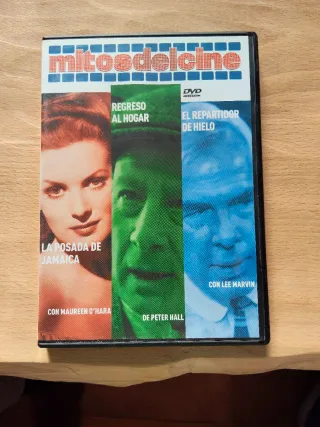 mitosdelcine
DVD
REGRESO
AL HOGAR
EL REPARTIDOR
DE HIELO
LA POSADA DE
JAMAICA
CON MAUREEN O'HARA
DE PETER HALL
CON LEE MARVIN